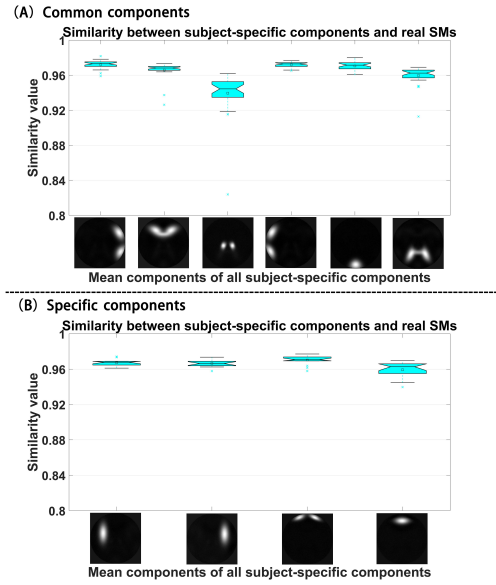 (A) Common components
Similarity between subject-specific components and real SMs
Similarity value
1
0.96
0.92
0.88
0.84
0.8
Mean components of all subject-specific components
(B) Specific components
Similarity between subject-specific components and real SMs
Similarity value
1
0.96
0.92
0.88
0.84
0.8
Mean components of all subject-specific components